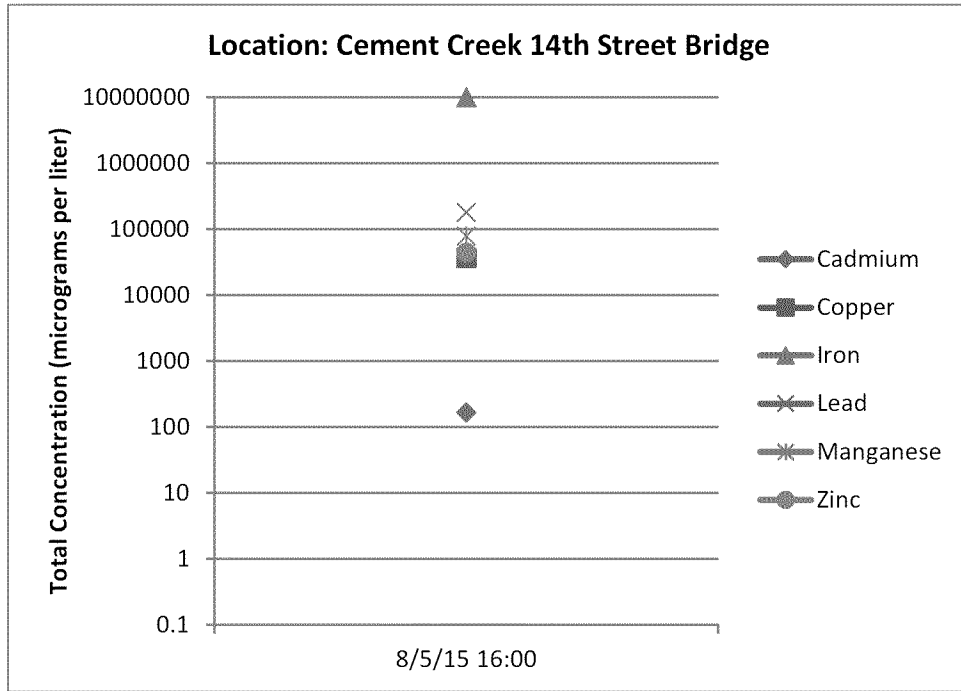 Location: Cement Creek 14th Street Bridge
Total Concentration (micrograms per liter)
10000000
1000000
100000
10000
1000
100
10
1
0.1
8/5/15 16:00
Cadmium
Copper
Iron
Lead
Manganese
Zinc